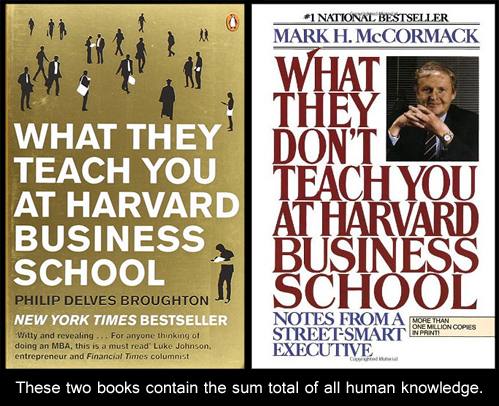 WHAT THEY
TEACH YOU
AT HARVARD
BUSINESS
SCHOOL
PHILIP DELVES BROUGHTON
NEW YORK TIMES BESTSELLER
'Witty and revealing . . . For anyone thinking of
doing an MBA, this is a must read' Luke Johnson,
entrepreneur and Financial Times columnist
#1 NATIONAL BESTSELLER
MARK H. McCORMACK
WHAT
THEY
DON'T
TEACH YOU
AT HARVARD
BUSINESS
SCHOOL
NOTES FROM A
STREET-SMART
EXECUTIVE
MORE THAN
ONE MILLION COPIES
IN PRINT!
Copyrighted Material
These two books contain the sum total of all human knowledge.